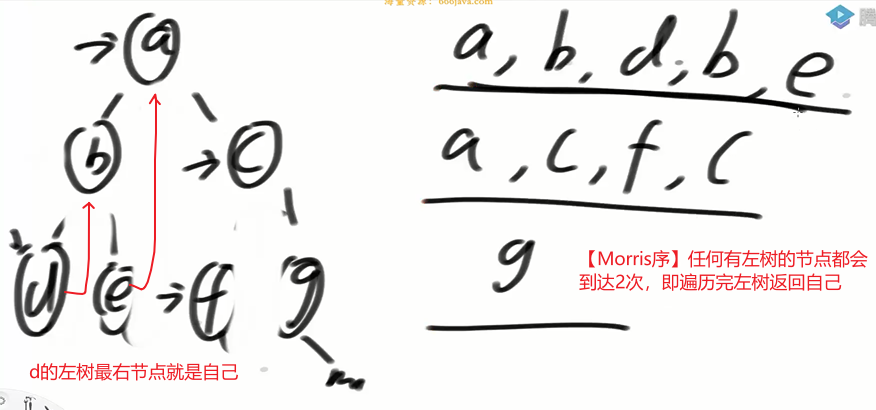 海量资源：666java.com
a
a, b, d, b, e
b
c
a, c, f, c
d
e
f
g
g
【Morris序】任何有左树的节点都会
到达2次，即遍历完左树返回自己
d的左树最右节点就是自己